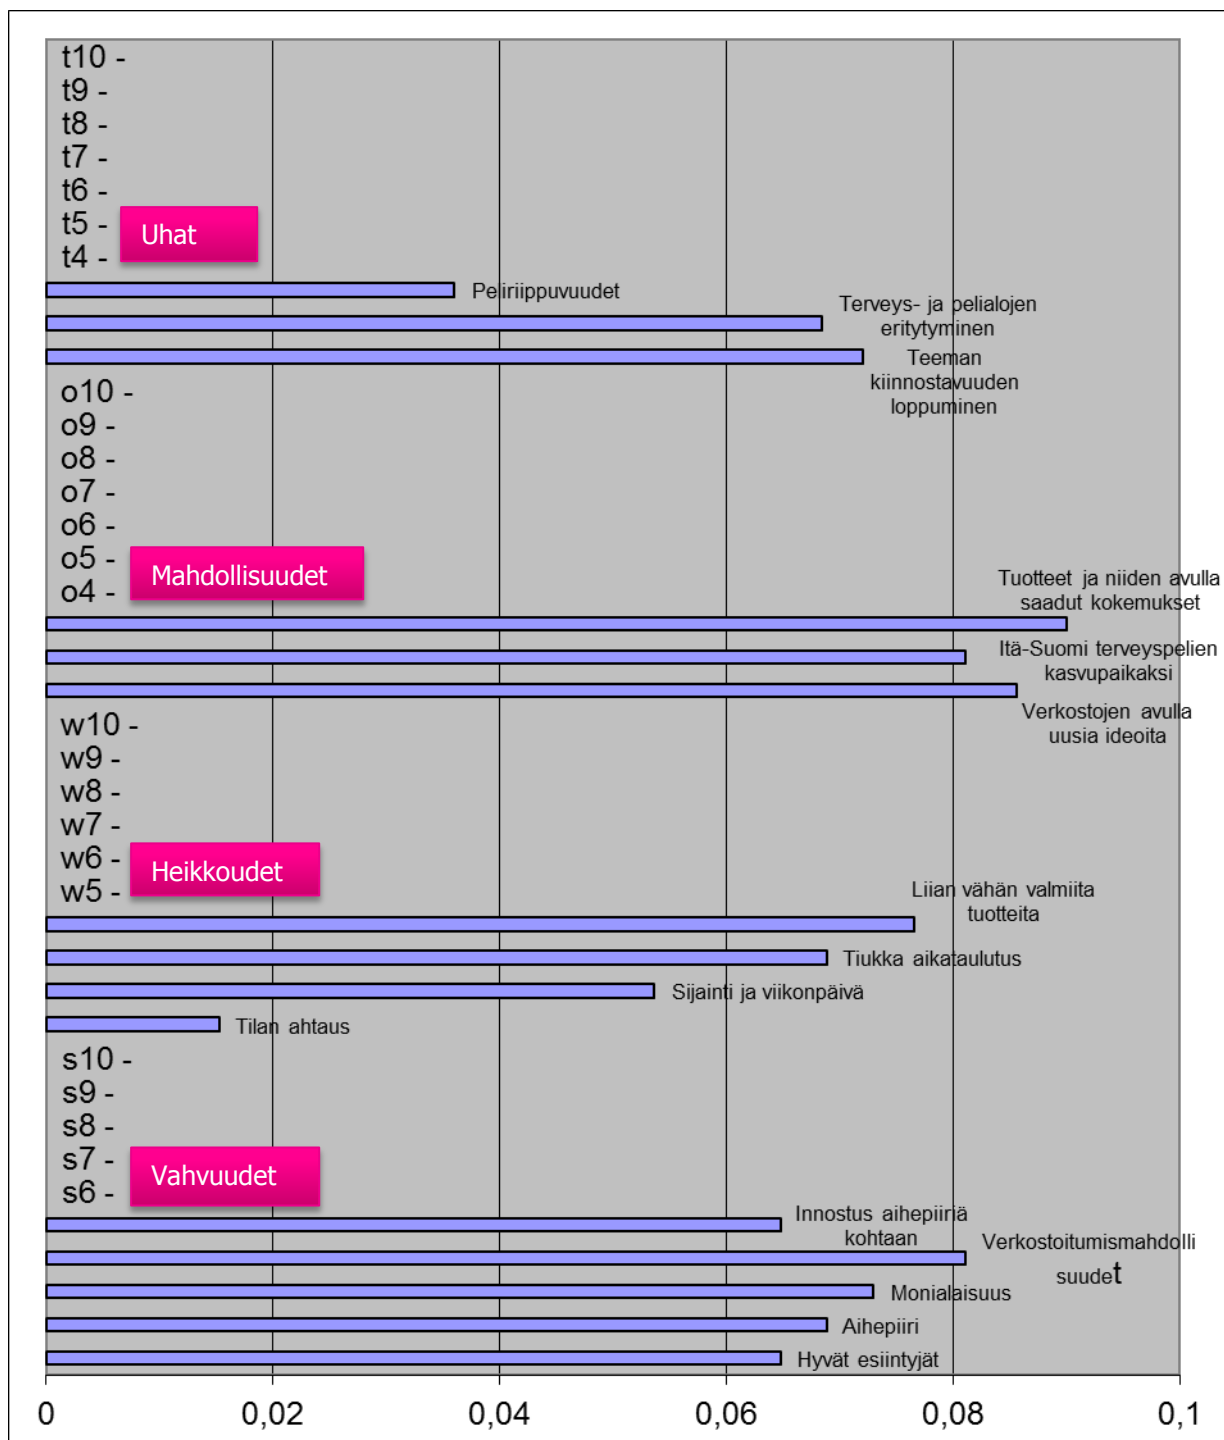 t10 -
t9 -
t8 -
t7 -
t6 -
t5 -
Uhat
t4 -
Peliriippuvuudet
Terveys- ja pelialojen
eritytyminen
Teeman
kiinnostavuuden
loppuminen
o10 -
o9 -
o8 -
o7 -
o6 -
o5 -
Mahdollisuudet
o4 -
Tuotteet ja niiden avulla
saadut kokemukset
Itä-Suomi terveyspelien
kasvupaikaksi
Verkostojen avulla
uusia ideoita
w10 -
w9 -
w8 -
w7 -
w6 -
Heikkoudet
w5 -
Liian vähän valmiita
tuotteita
Tiukka aikataulutus
Sijainti ja viikonpäivä
Tilan ahtaus
s10 -
s9 -
s8 -
s7 -
Vahvuudet
s6 -
Innostus aihepiiriä
kohtaan
Verkostoitumismahdolli
suudet
Monialaisuus
Aihepiiri
Hyvät esiintyjät
0 0,02 0,04 0,06 0,08 0,1